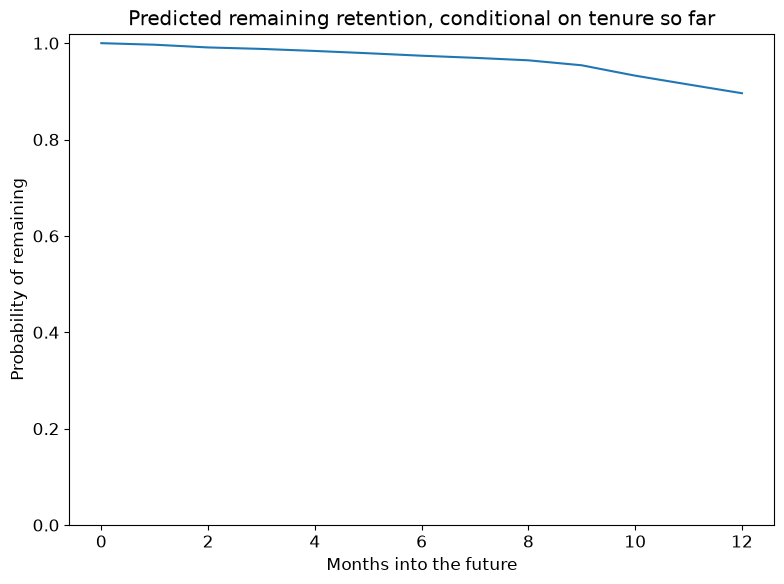 Predicted remaining retention, conditional on tenure so far
1.0
0.8
0.6
0.4
0.2
0.0
Probability of remaining
0 2 4 6 8 10 12
Months into the future